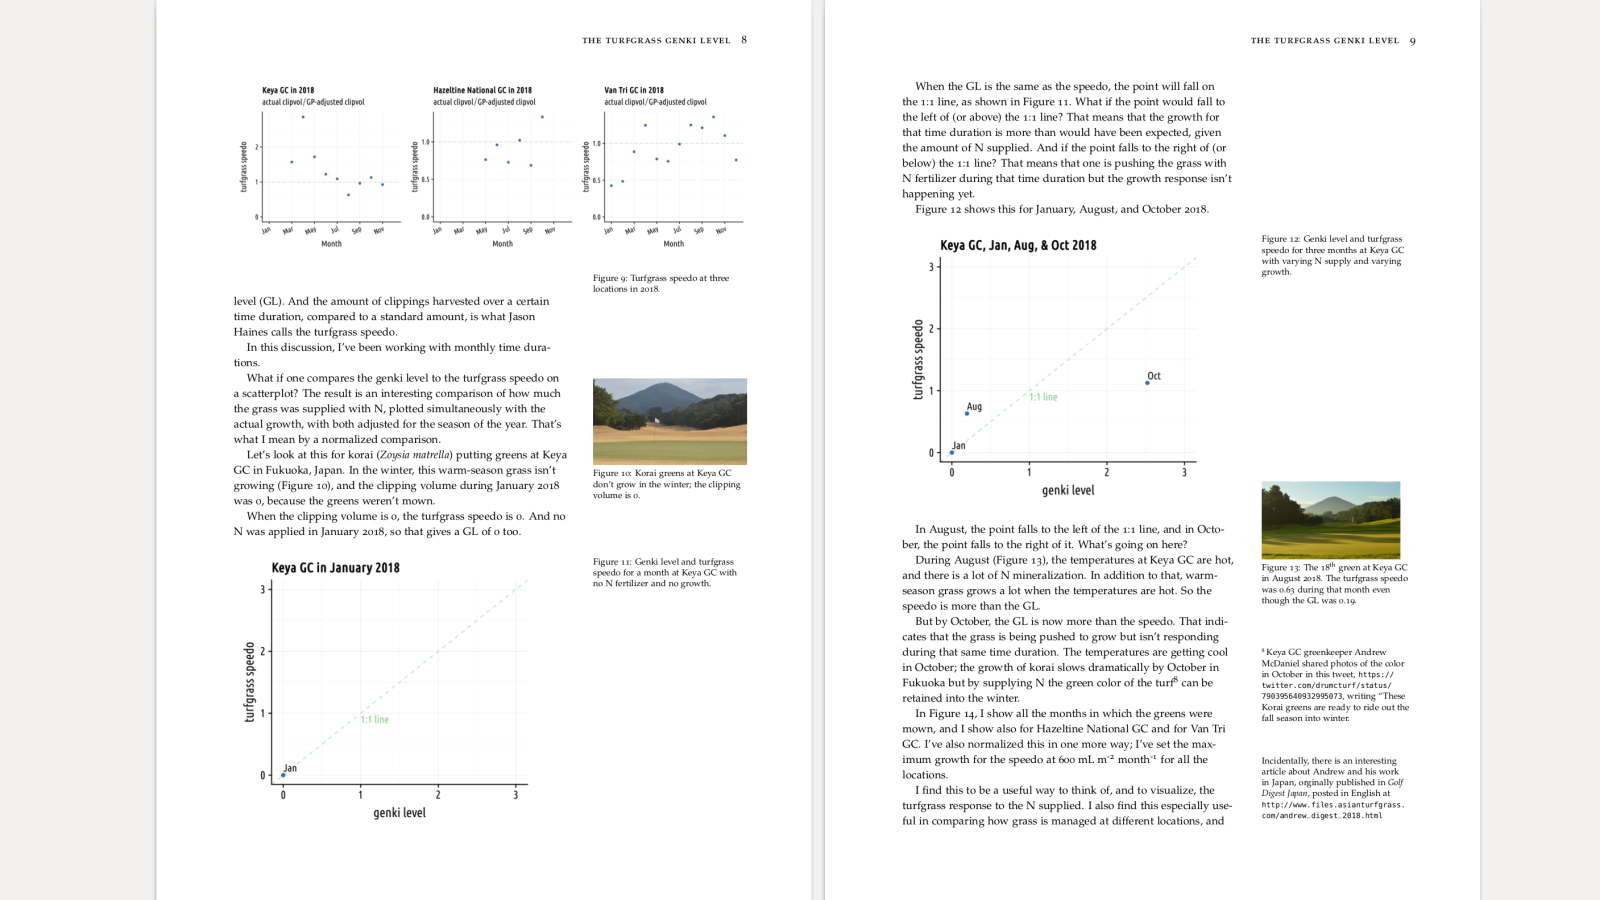 THE TURFGRASS GENKI LEVEL 8
Keya GC in 2018
actual clipvol/GP-adjusted clipvol
turfgrass speedo
2
1
0
Jan Mar May Jul Sep Nov
Month
Hazeltine National GC in 2018
actual clipvol/GP-adjusted clipvol
turfgrass speedo
1.0
0.5
0.0
Jan Mar May Jul Sep Nov
Month
Van Tri GC in 2018
actual clipvol/GP-adjusted clipvol
turfgrass speedo
1.0
0.5
0.0
Jan Mar May Jul Sep Nov
Month
Figure 9: Turfgrass speedo at three
locations in 2018.
level (GL). And the amount of clippings harvested over a certain
time duration, compared to a standard amount, is what Jason
Haines calls the turfgrass speedo.
In this discussion, I've been working with monthly time dura-
tions.
What if one compares the genki level to the turfgrass speedo on
a scatterplot? The result is an interesting comparison of how much
the grass was supplied with N, plotted simultaneously with the
actual growth, with both adjusted for the season of the year. That's
what I mean by a normalized comparison.
Let's look at this for korai (Zoysia matrella) putting greens at Keya
GC in Fukuoka, Japan. In the winter, this warm-season grass isn't
growing (Figure 10), and the clipping volume during January 2018
was 0, because the greens weren't mown.
When the clipping volume is 0, the turfgrass speedo is 0. And no
N was applied in January 2018, so that gives a GL of 0 too.
Figure 10: Korai greens at Keya GC
don't grow in the winter; the clipping
volume is 0.
Figure 11: Genki level and turfgrass
speedo for a month at Keya GC with
no N fertilizer and no growth.
Keya GC in January 2018
turfgrass speedo
3
2
1
0
1:1 line
Jan
0 1 2 3
genki level
THE TURFGRASS GENKI LEVEL 9
When the GL is the same as the speedo, the point will fall on
the 1:1 line, as shown in Figure 11. What if the point would fall to
the left of (or above) the 1:1 line? That means that the growth for
that time duration is more than would have been expected, given
the amount of N supplied. And if the point falls to the right of (or
below) the 1:1 line? That means that one is pushing the grass with
N fertilizer during that time duration but the growth response isn't
happening yet.
Figure 12 shows this for January, August, and October 2018.
Keya GC, Jan, Aug, & Oct 2018
turfgrass speedo
3
2
1
0
Oct
1:1 line
Aug
Jan
0 1 2 3
genki level
Figure 12: Genki level and turfgrass
speedo for three months at Keya GC
with varying N supply and varying
growth.
In August, the point falls to the left of the 1:1 line, and in Octo-
ber, the point falls to the right of it. What's going on here?
During August (Figure 13), the temperatures at Keya GC are hot,
and there is a lot of N mineralization. In addition to that, warm-
season grass grows a lot when the temperatures are hot. So the
speedo is more than the GL.
But by October, the GL is now more than the speedo. That indi-
cates that the grass is being pushed to grow but isn't responding
during that same time duration. The temperatures are getting cool
in October; the growth of korai slows dramatically by October in
Fukuoka but by supplying N the green color of the turf⁸ can be
retained into the winter.
In Figure 14, I show all the months in which the greens were
mown, and I show also for Hazeltine National GC and for Van Tri
GC. I've also normalized this in one more way; I've set the max-
imum growth for the speedo at 600 mL m⁻² month⁻¹ for all the
locations.
I find this to be a useful way to think of, and to visualize, the
turfgrass response to the N supplied. I also find this especially use-
ful in comparing how grass is managed at different locations, and
Figure 13: The 18th green at Keya GC
in August 2018. The turfgrass speedo
was 0.63 during that month even
though the GL was 0.19.
⁸ Keya GC greenkeeper Andrew
McDaniel shared photos of the color
in October in this tweet, https://
twitter.com/drumcturf/status/
790395640932995073, writing "These
Korai greens are ready to ride out the
fall season into winter.
Incidentally, there is an interesting
article about Andrew and his work
in Japan, orginally published in Golf
Digest Japan, posted in English at
http://www.files.asianturfgrass.
com/andrew_digest_2018.html